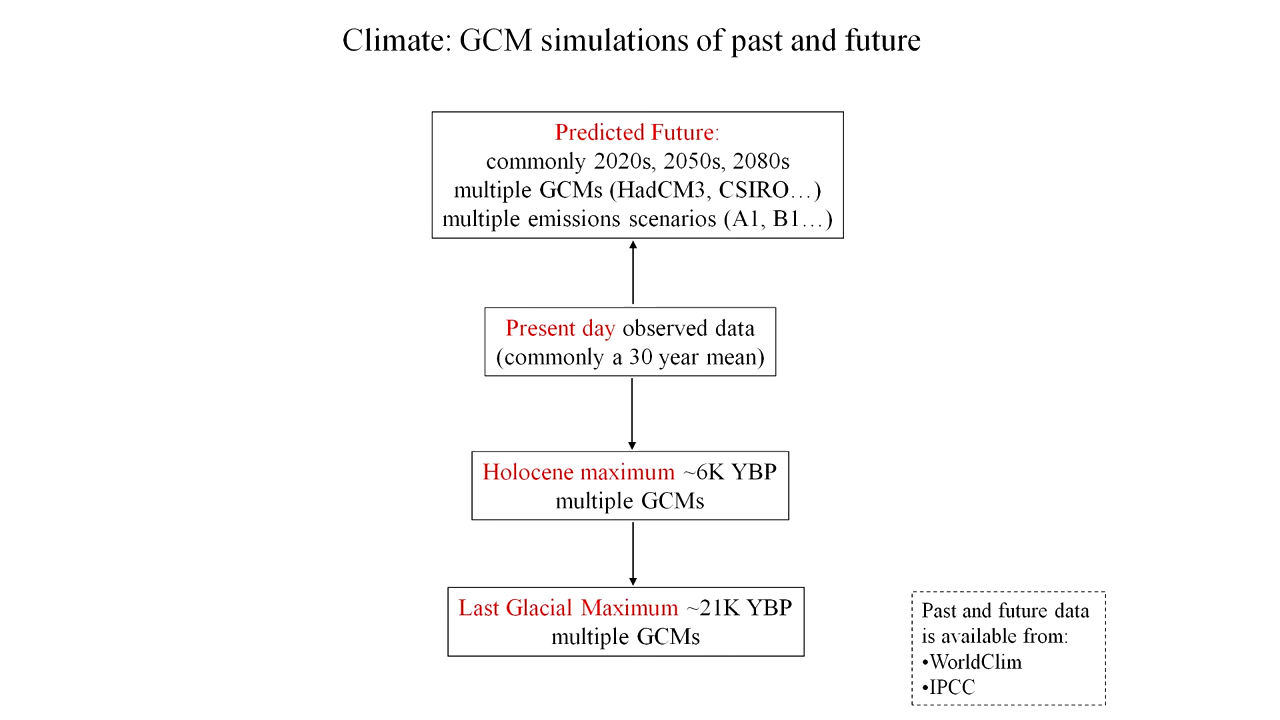 Climate: GCM simulations of past and future
Predicted Future:
commonly 2020s, 2050s, 2080s
multiple GCMs (HadCM3, CSIRO…)
multiple emissions scenarios (A1, B1…)
Present day observed data
(commonly a 30 year mean)
Holocene maximum ~6K YBP
multiple GCMs
Last Glacial Maximum ~21K YBP
multiple GCMs
Past and future data
is available from:
•WorldClim
•IPCC